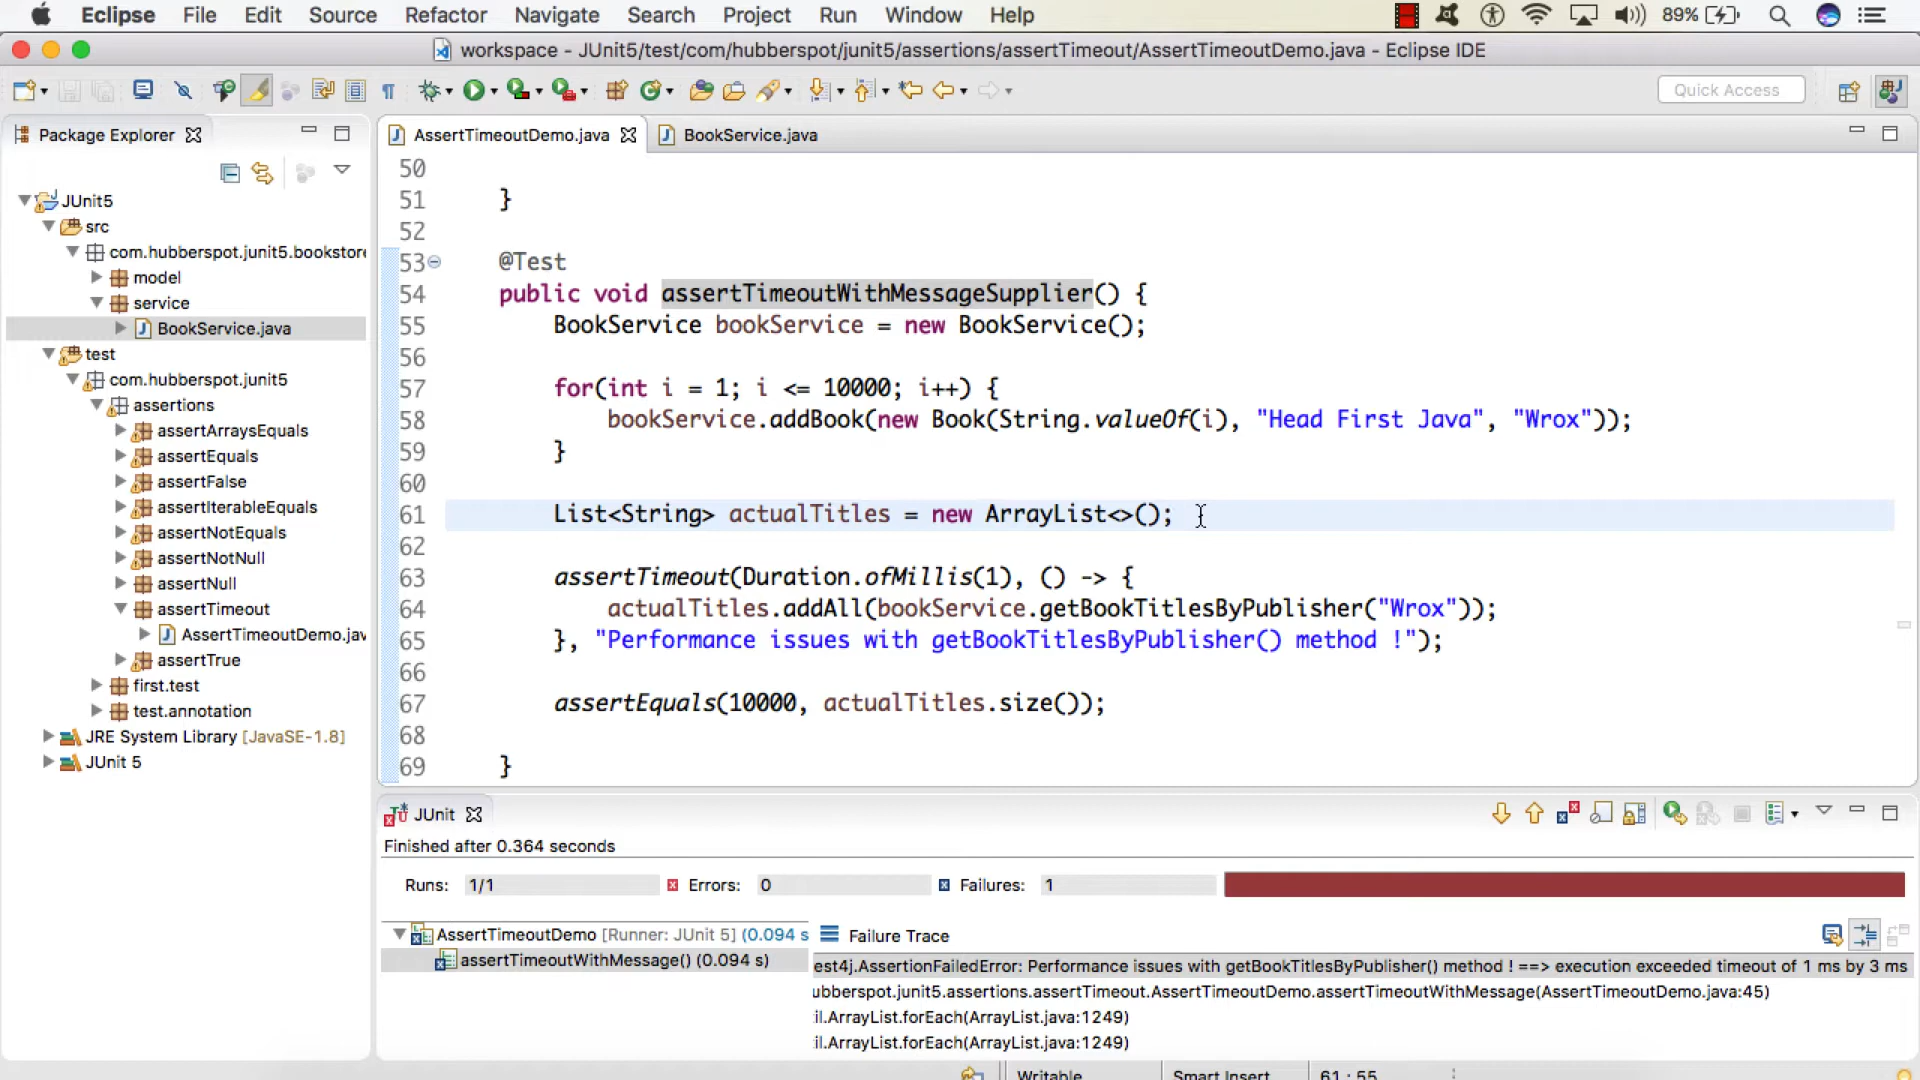 Eclipse File Edit Source Refactor Navigate Search Project Run Window Help 89%
workspace - JUnit5/test/com/hubberspot/junit5/assertions/assertTimeout/AssertTimeoutDemo.java - Eclipse IDE
Quick Access
Package Explorer
AssertTimeoutDemo.java BookService.java
JUnit5
src
com.hubberspot.junit5.bookstore
model
service
BookService.java
test
com.hubberspot.junit5
assertions
assertArraysEquals
assertEquals
assertFalse
assertIterableEquals
assertNotEquals
assertNotNull
assertNull
assertTimeout
AssertTimeoutDemo.jav
assertTrue
first.test
test.annotation
JRE System Library [JavaSE-1.8]
JUnit 5
50
51 }
52
53 @Test
54 public void assertTimeoutWithMessageSupplier() {
55 BookService bookService = new BookService();
56
57 for(int i = 1; i <= 10000; i++) {
58 bookService.addBook(new Book(String.valueOf(i), "Head First Java", "Wrox"));
59 }
60
61 List<String> actualTitles = new ArrayList<>();
62
63 assertTimeout(Duration.ofMillis(1), () -> {
64 actualTitles.addAll(bookService.getBookTitlesByPublisher("Wrox"));
65 }, "Performance issues with getBookTitlesByPublisher() method !");
66
67 assertEquals(10000, actualTitles.size());
68
69 }
JUnit
Finished after 0.364 seconds
Runs: 1/1 Errors: 0 Failures: 1
AssertTimeoutDemo [Runner: JUnit 5] (0.094 s
assertTimeoutWithMessage() (0.094 s)
Failure Trace
est4j.AssertionFailedError: Performance issues with getBookTitlesByPublisher() method ! ==> execution exceeded timeout of 1 ms by 3 ms
ubberspot.junit5.assertions.assertTimeout.AssertTimeoutDemo.assertTimeoutWithMessage(AssertTimeoutDemo.java:45)
il.ArrayList.forEach(ArrayList.java:1249)
il.ArrayList.forEach(ArrayList.java:1249)
Writable Smart Insert 61 : 55